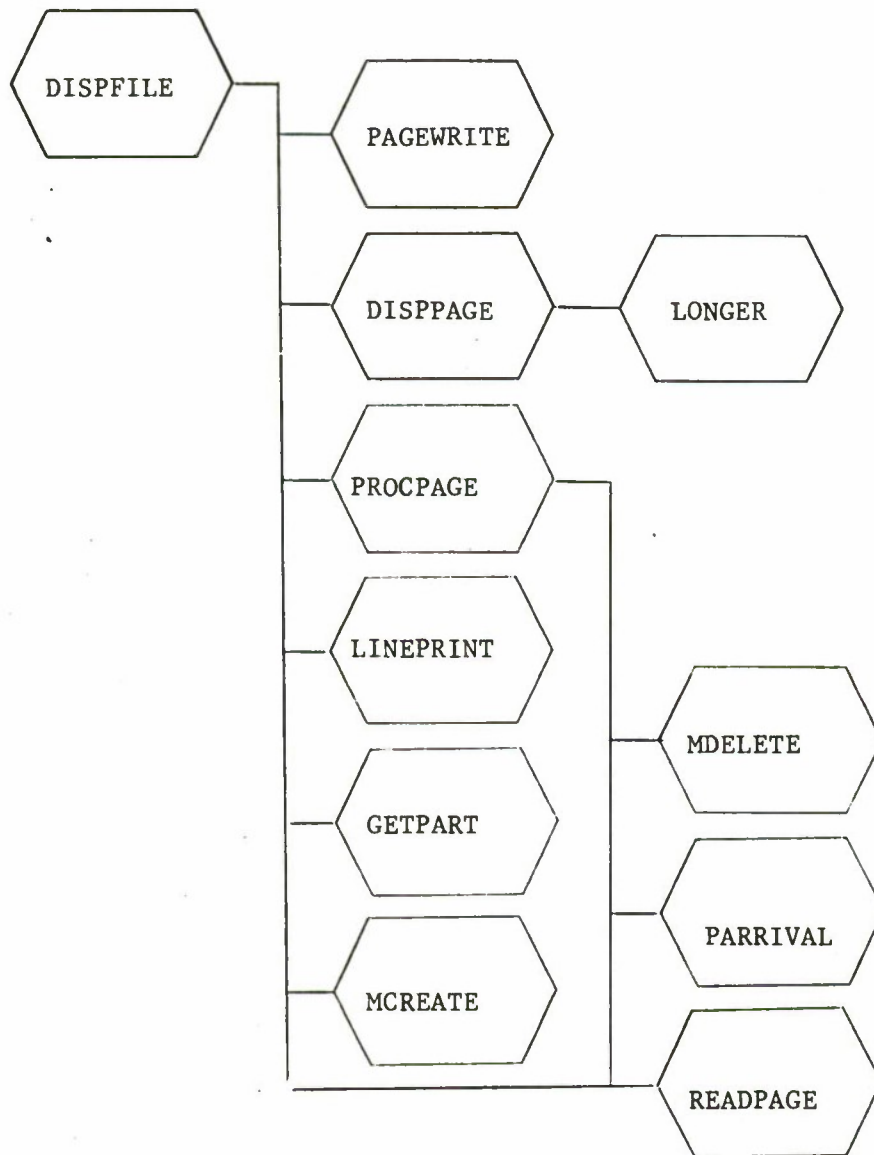 DISPFILE
PAGEWRITE
DISPPAGE
LONGER
PROCPAGE
LINEPRINT
MDELETE
GETPART
PARRIVAL
MCREATE
READPAGE